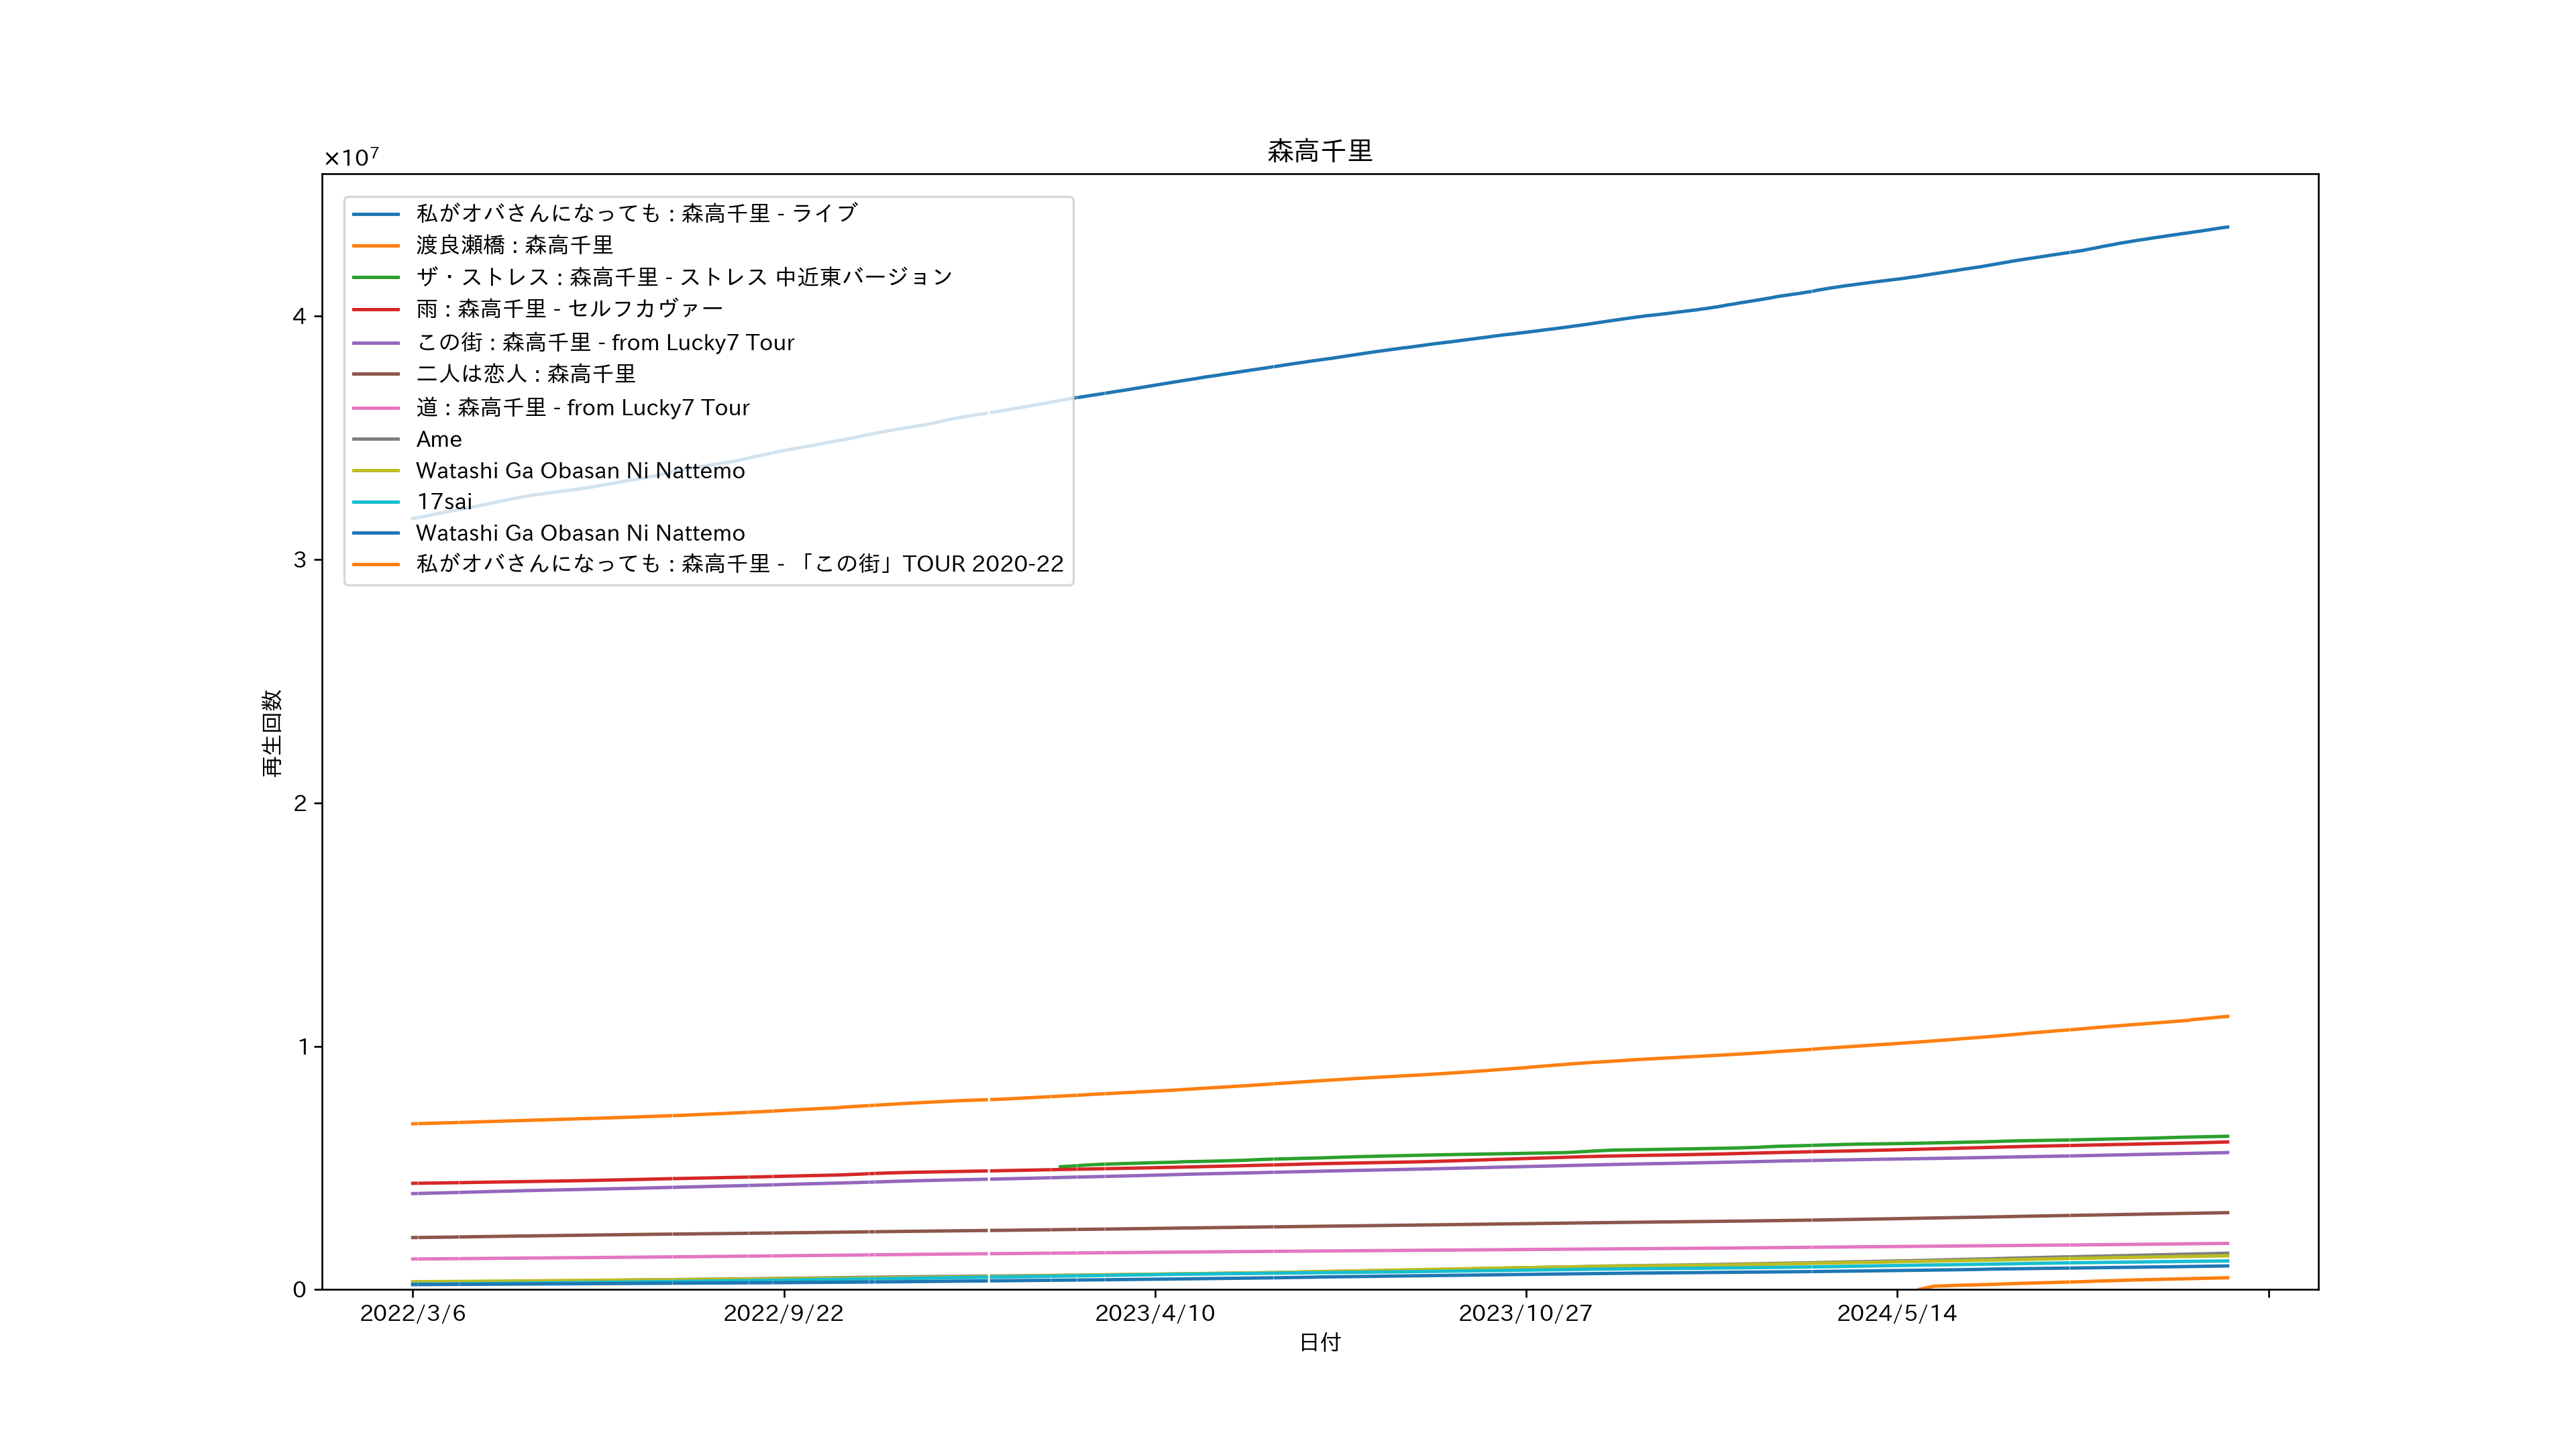 森高千里
×10⁷
私がオバさんになっても : 森高千里 - ライブ
渡良瀬橋 : 森高千里
ザ・ストレス : 森高千里 - ストレス 中近東バージョン
雨 : 森高千里 - セルフカヴァー
この街 : 森高千里 - from Lucky7 Tour
二人は恋人 : 森高千里
道 : 森高千里 - from Lucky7 Tour
Ame
Watashi Ga Obasan Ni Nattemo
17sai
Watashi Ga Obasan Ni Nattemo
私がオバさんになっても : 森高千里 - 「この街」TOUR 2020-22
4
3
2
1
0
再生回数
2022/3/6 2022/9/22 2023/4/10 2023/10/27 2024/5/14
日付